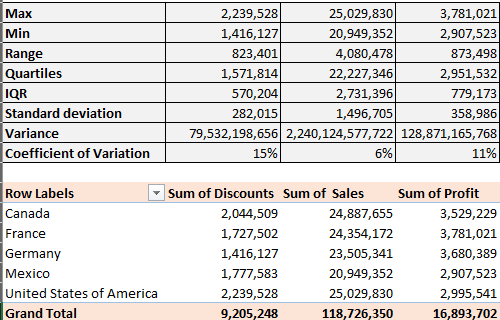 Max 2,239,528 25,029,830 3,781,021
Min 1,416,127 20,949,352 2,907,523
Range 823,401 4,080,478 873,498
Quartiles 1,571,814 22,227,346 2,951,532
IQR 570,204 2,731,396 779,173
Standard deviation 282,015 1,496,705 358,986
Variance 79,532,198,656 2,240,124,577,722 128,871,165,768
Coefficient of Variation 15% 6% 11%
Row Labels Sum of Discounts Sum of Sales Sum of Profit
Canada 2,044,509 24,887,655 3,529,229
France 1,727,502 24,354,172 3,781,021
Germany 1,416,127 23,505,341 3,680,389
Mexico 1,777,583 20,949,352 2,907,523
United States of America 2,239,528 25,029,830 2,995,541
Grand Total 9,205,248 118,726,350 16,893,702